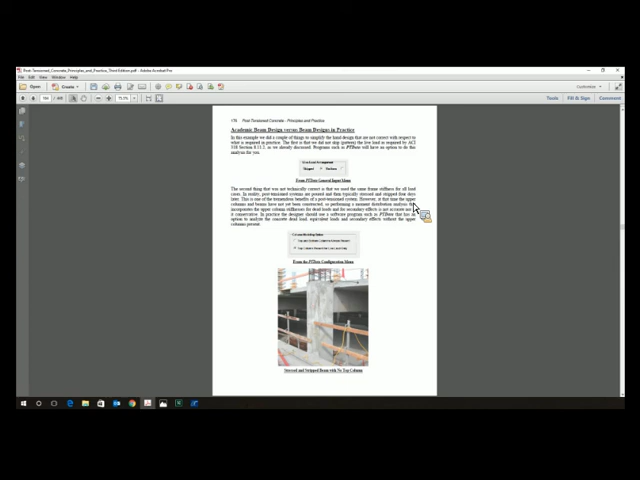 Post-Tensioned_Concrete_Principles_and_Practice_Third-Edition.pdf - Adobe Acrobat Pro
File Edit View Window Help
Open Create Customize
75.0% Tools Fill & Sign Comment
178 Post-Tensioned Concrete - Principles and Practice
Academic Beam Design versus Beam Designs in Practice
In this example we did a couple of things to simplify the hand design that are not correct with respect to
what is required in practice. The first is that we did not skip (pattern) the live load as required by ACI
318 Section as we already discussed. Programs such as PTData will have an option to do this
analysis for you.
Skipped
From PTData General Input Menu
The second thing that was not technically correct is that we used the same frame stiffness for all load
cases. In reality, post-tensioned systems are poured and then typically stressed and stripped four days
later. This is one of the tremendous benefits of a post-tensioned system. However, at this time the upper
columns and beams have not yet been constructed, so performing a moment distribution analysis that
incorporates the upper column stiffnesses for dead loads and for secondary effects is not accurate nor is
it conservative. In practice the designer should use a software program such as PTData that has an
option to analyze the concrete dead load, equivalent loads and secondary effects without the upper
columns present.
From the PTData Configuration Menu
Stressed and Stripped Beam with No Top Column